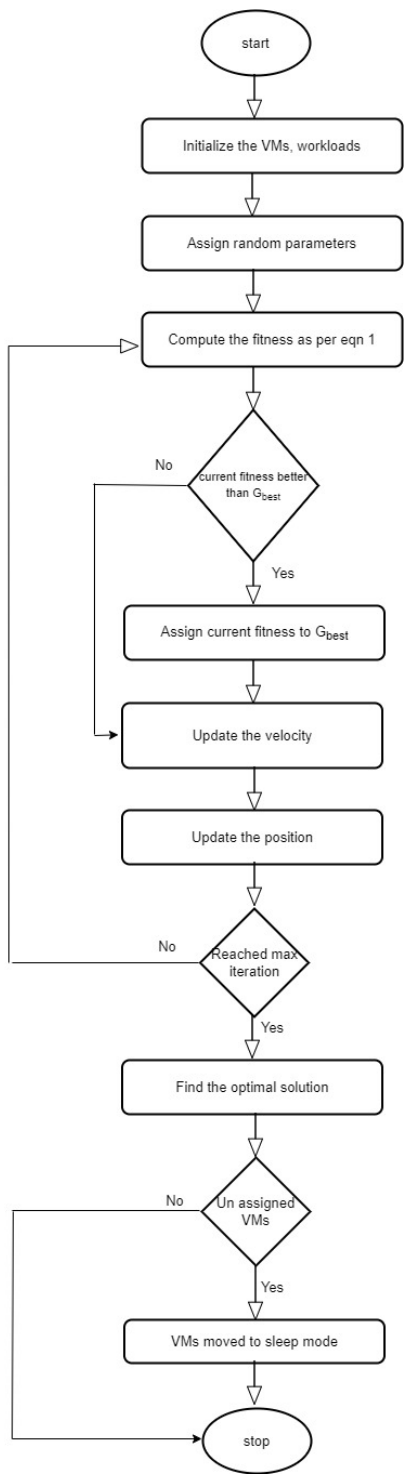 start
Initialize the VMs, workloads
Assign random parameters
Compute the fitness as per eqn 1
No
current fitness better
than Gbest
Yes
Assign current fitness to Gbest
Update the velocity
Update the position
No
Reached max
iteration
Yes
Find the optimal solution
No
Un assigned
VMs
Yes
VMs moved to sleep mode
stop